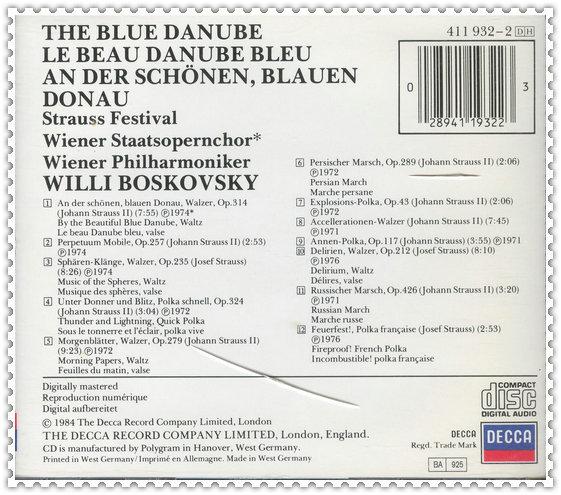 THE BLUE DANUBE
LE BEAU DANUBE BLEU
AN DER SCHÖNEN, BLAUEN
DONAU
Strauss Festival
Wiener Staatsopernchor*
Wiener Philharmoniker
WILLI BOSKOVSKY
1 An der schönen, blauen Donau, Walzer, Op.314
(Johann Strauss II) (7:55) Ⓟ1974*
By the Beautiful Blue Danube, Waltz
Le beau Danube bleu, valse
2 Perpetuum Mobile, Op.257 (Johann Strauss II) (2:53)
Ⓟ1974
3 Sphären-Klänge, Walzer, Op.235 (Josef Strauss)
(8:26) Ⓟ1974
Music of the Spheres, Waltz
Musique des sphères, valse
4 Unter Donner und Blitz, Polka schnell, Op.324
(Johann Strauss II) (3:04) Ⓟ1972
Thunder and Lightning, Quick Polka
Sous le tonnerre et l'éclair, polka vive
5 Morgenblätter, Walzer, Op.279 (Johann Strauss II)
(9:23) Ⓟ1972
Morning Papers, Waltz
Feuilles du matin, valse
411 932-2 DH
0 28941 19322 3
6 Persischer Marsch, Op.289 (Johann Strauss II) (2:06)
Ⓟ1972
Persian March
Marche persane
7 Explosions-Polka, Op.43 (Johann Strauss II) (2:06)
Ⓟ1972
8 Accellerationen-Walzer (Johann Strauss II) (7:45)
Ⓟ1971
9 Annen-Polka, Op.117 (Johann Strauss) (3:55) Ⓟ1971
10 Delirien, Walzer, Op.212 (Josef Strauss) (8:10)
Ⓟ1976
Delirium, Waltz
Délires, valse
11 Russischer Marsch, Op.426 (Johann Strauss II) (3:20)
Ⓟ1971
Russian March
Marche russe
12 Feuerfest!, Polka française (Josef Strauss) (2:53)
Ⓟ1976
Fireproof! French Polka
Incombustible! polka française
Digitally mastered
Reproduction numérique
Digital aufbereitet
© 1984 The Decca Record Company Limited, London
THE DECCA RECORD COMPANY LIMITED, London, England.
CD is manufactured by Polygram in Hanover, West Germany.
Printed in West Germany/Imprimé en Allemagne. Made in West Germany
COMPACT
disc
DIGITAL AUDIO
DECCA
Regd. Trade Mark
DECCA
BA 925